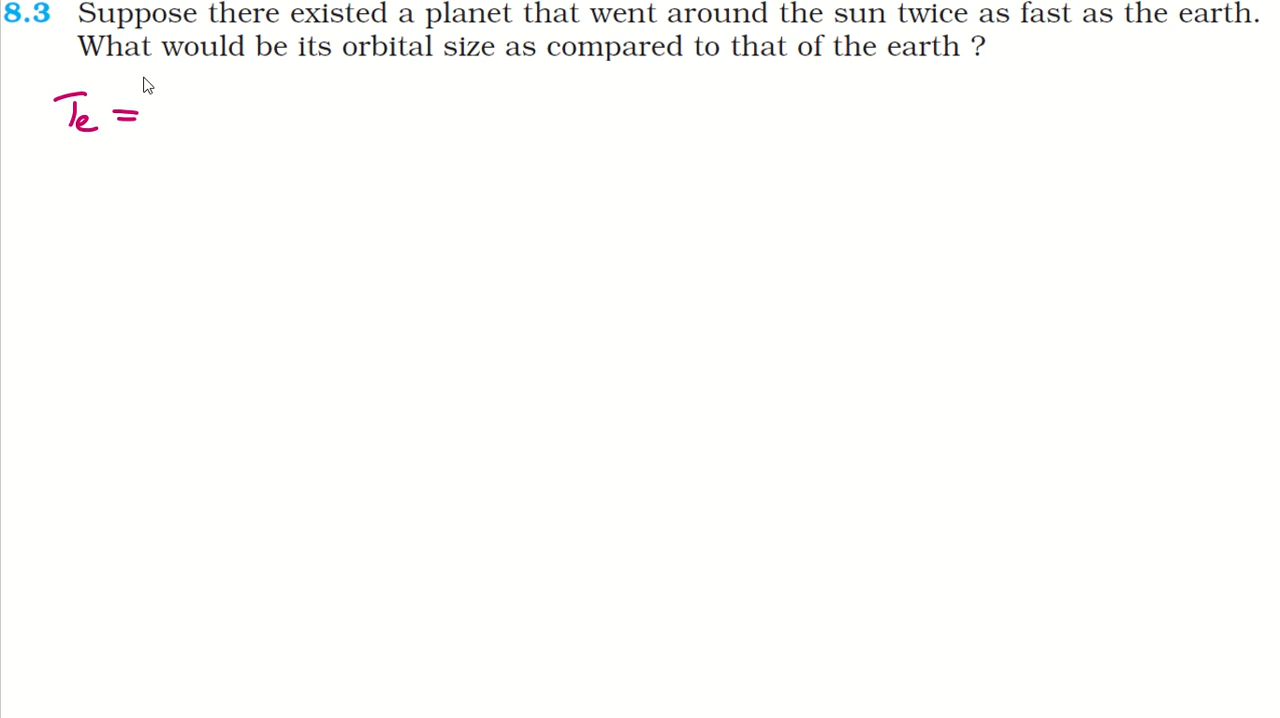 8.3 Suppose there existed a planet that went around the sun twice as fast as the earth.
What would be its orbital size as compared to that of the earth ?
Te =